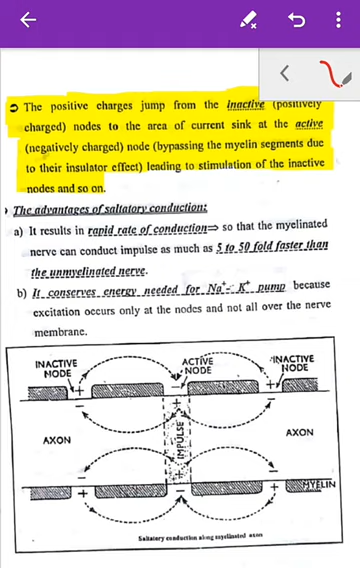 The positive charges jump from the inactive (positively
charged) nodes to the area of current sink at the active
(negatively charged) node (bypassing the myelin segments due
to their insulator effect) leading to stimulation of the inactive
nodes and so on.
The advantages of saltatory conduction:
a) It results in rapid rate of conduction⇒ so that the myelinated
nerve can conduct impulse as much as 5 to 50 fold faster than
the unmyelinated nerve.
b) It conserves energy needed for Na⁺- K⁺ pump because
excitation occurs only at the nodes and not all over the nerve
membrane.
INACTIVE
NODE
ACTIVE
NODE
INACTIVE
NODE
+
−
+
−
+
−
AXON
IMPULSE
AXON
−
+
+
−
−
+
MYELIN
Saltatory conduction along myelinated axon